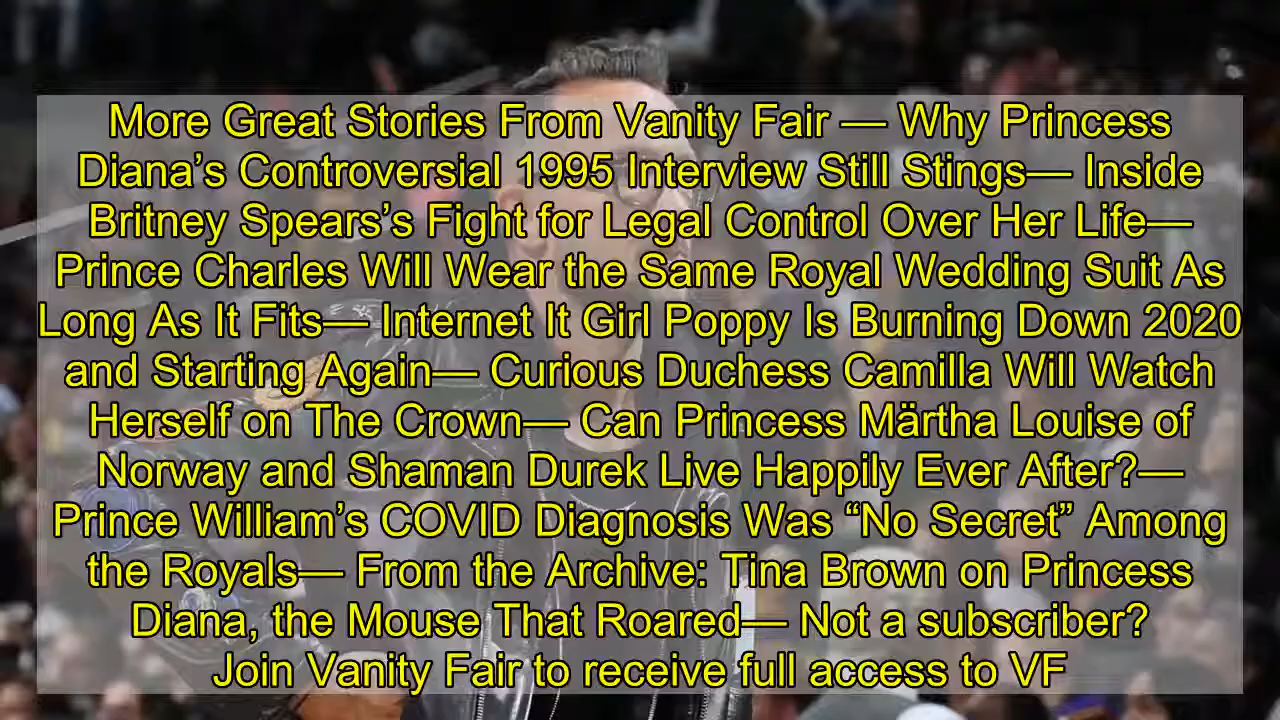 More Great Stories From Vanity Fair — Why Princess
Diana’s Controversial 1995 Interview Still Stings— Inside
Britney Spears’s Fight for Legal Control Over Her Life—
Prince Charles Will Wear the Same Royal Wedding Suit As
Long As It Fits— Internet It Girl Poppy Is Burning Down 2020
and Starting Again— Curious Duchess Camilla Will Watch
Herself on The Crown— Can Princess Märtha Louise of
Norway and Shaman Durek Live Happily Ever After?—
Prince William’s COVID Diagnosis Was “No Secret” Among
the Royals— From the Archive: Tina Brown on Princess
Diana, the Mouse That Roared— Not a subscriber?
Join Vanity Fair to receive full access to VF